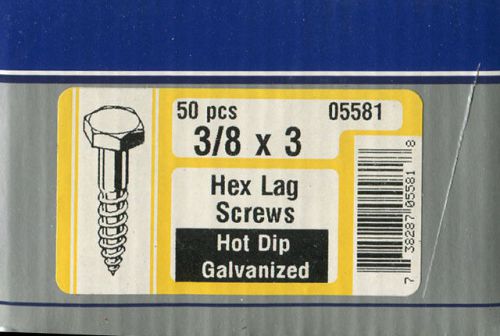 50 pcs 05581
3/8 x 3
Hex Lag
Screws
Hot Dip
Galvanized
7 38287 05581 8